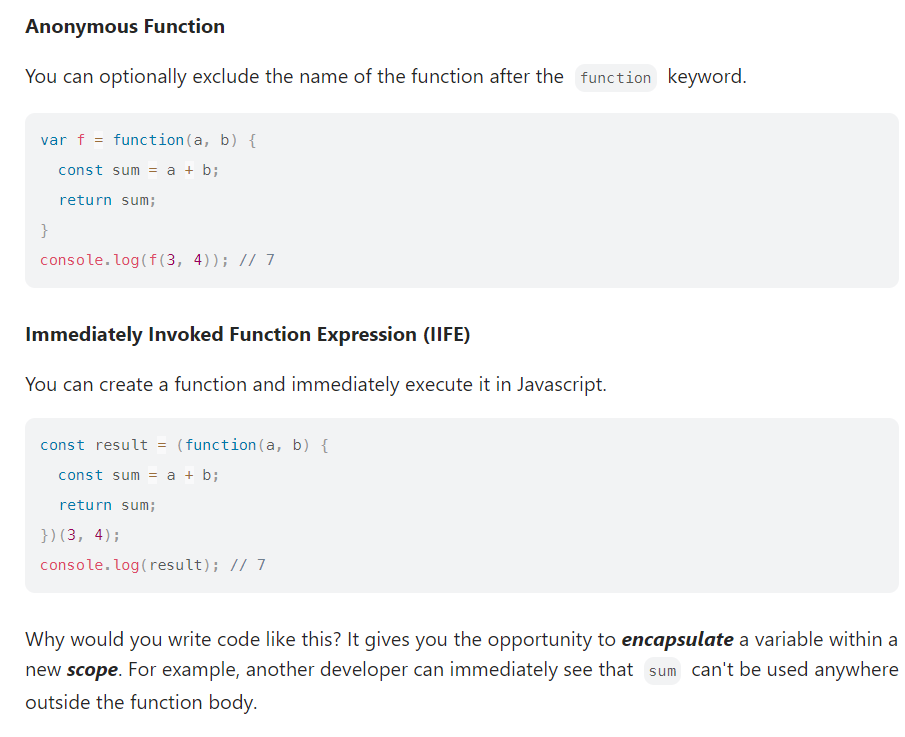 Anonymous Function
You can optionally exclude the name of the function after the function keyword.
var f = function(a, b) {
  const sum = a + b;
  return sum;
}
console.log(f(3, 4)); // 7
Immediately Invoked Function Expression (IIFE)
You can create a function and immediately execute it in Javascript.
const result = (function(a, b) {
  const sum = a + b;
  return sum;
})(3, 4);
console.log(result); // 7
Why would you write code like this? It gives you the opportunity to encapsulate a variable within a
new scope. For example, another developer can immediately see that sum can't be used anywhere
outside the function body.